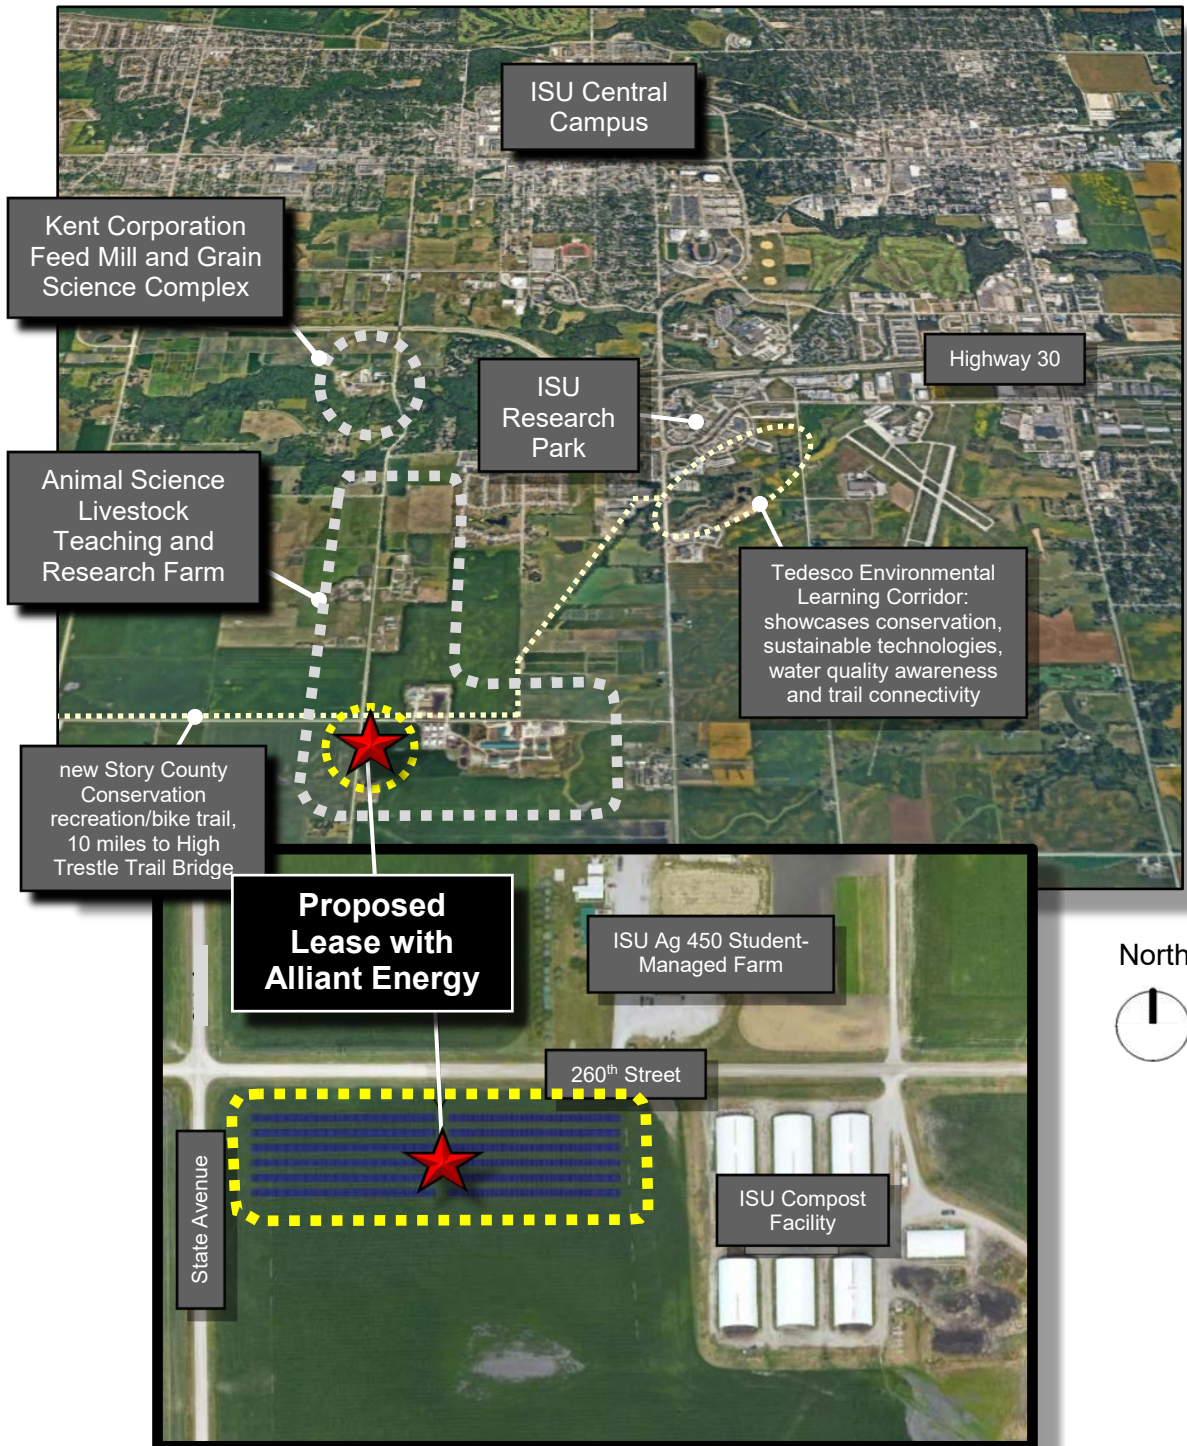 ISU Central
Campus
Kent Corporation
Feed Mill and Grain
Science Complex
Highway 30
ISU
Research
Park
Animal Science
Livestock
Teaching and
Research Farm
Tedesco Environmental
Learning Corridor:
showcases conservation,
sustainable technologies,
water quality awareness
and trail connectivity
new Story County
Conservation
recreation/bike trail,
10 miles to High
Trestle Trail Bridge
Proposed
Lease with
Alliant Energy
ISU Ag 450 Student-
Managed Farm
North
260th Street
State Avenue
ISU Compost
Facility